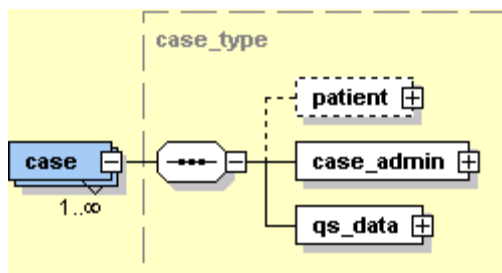 case_type
patient
case
case_admin
1..∞
qs_data